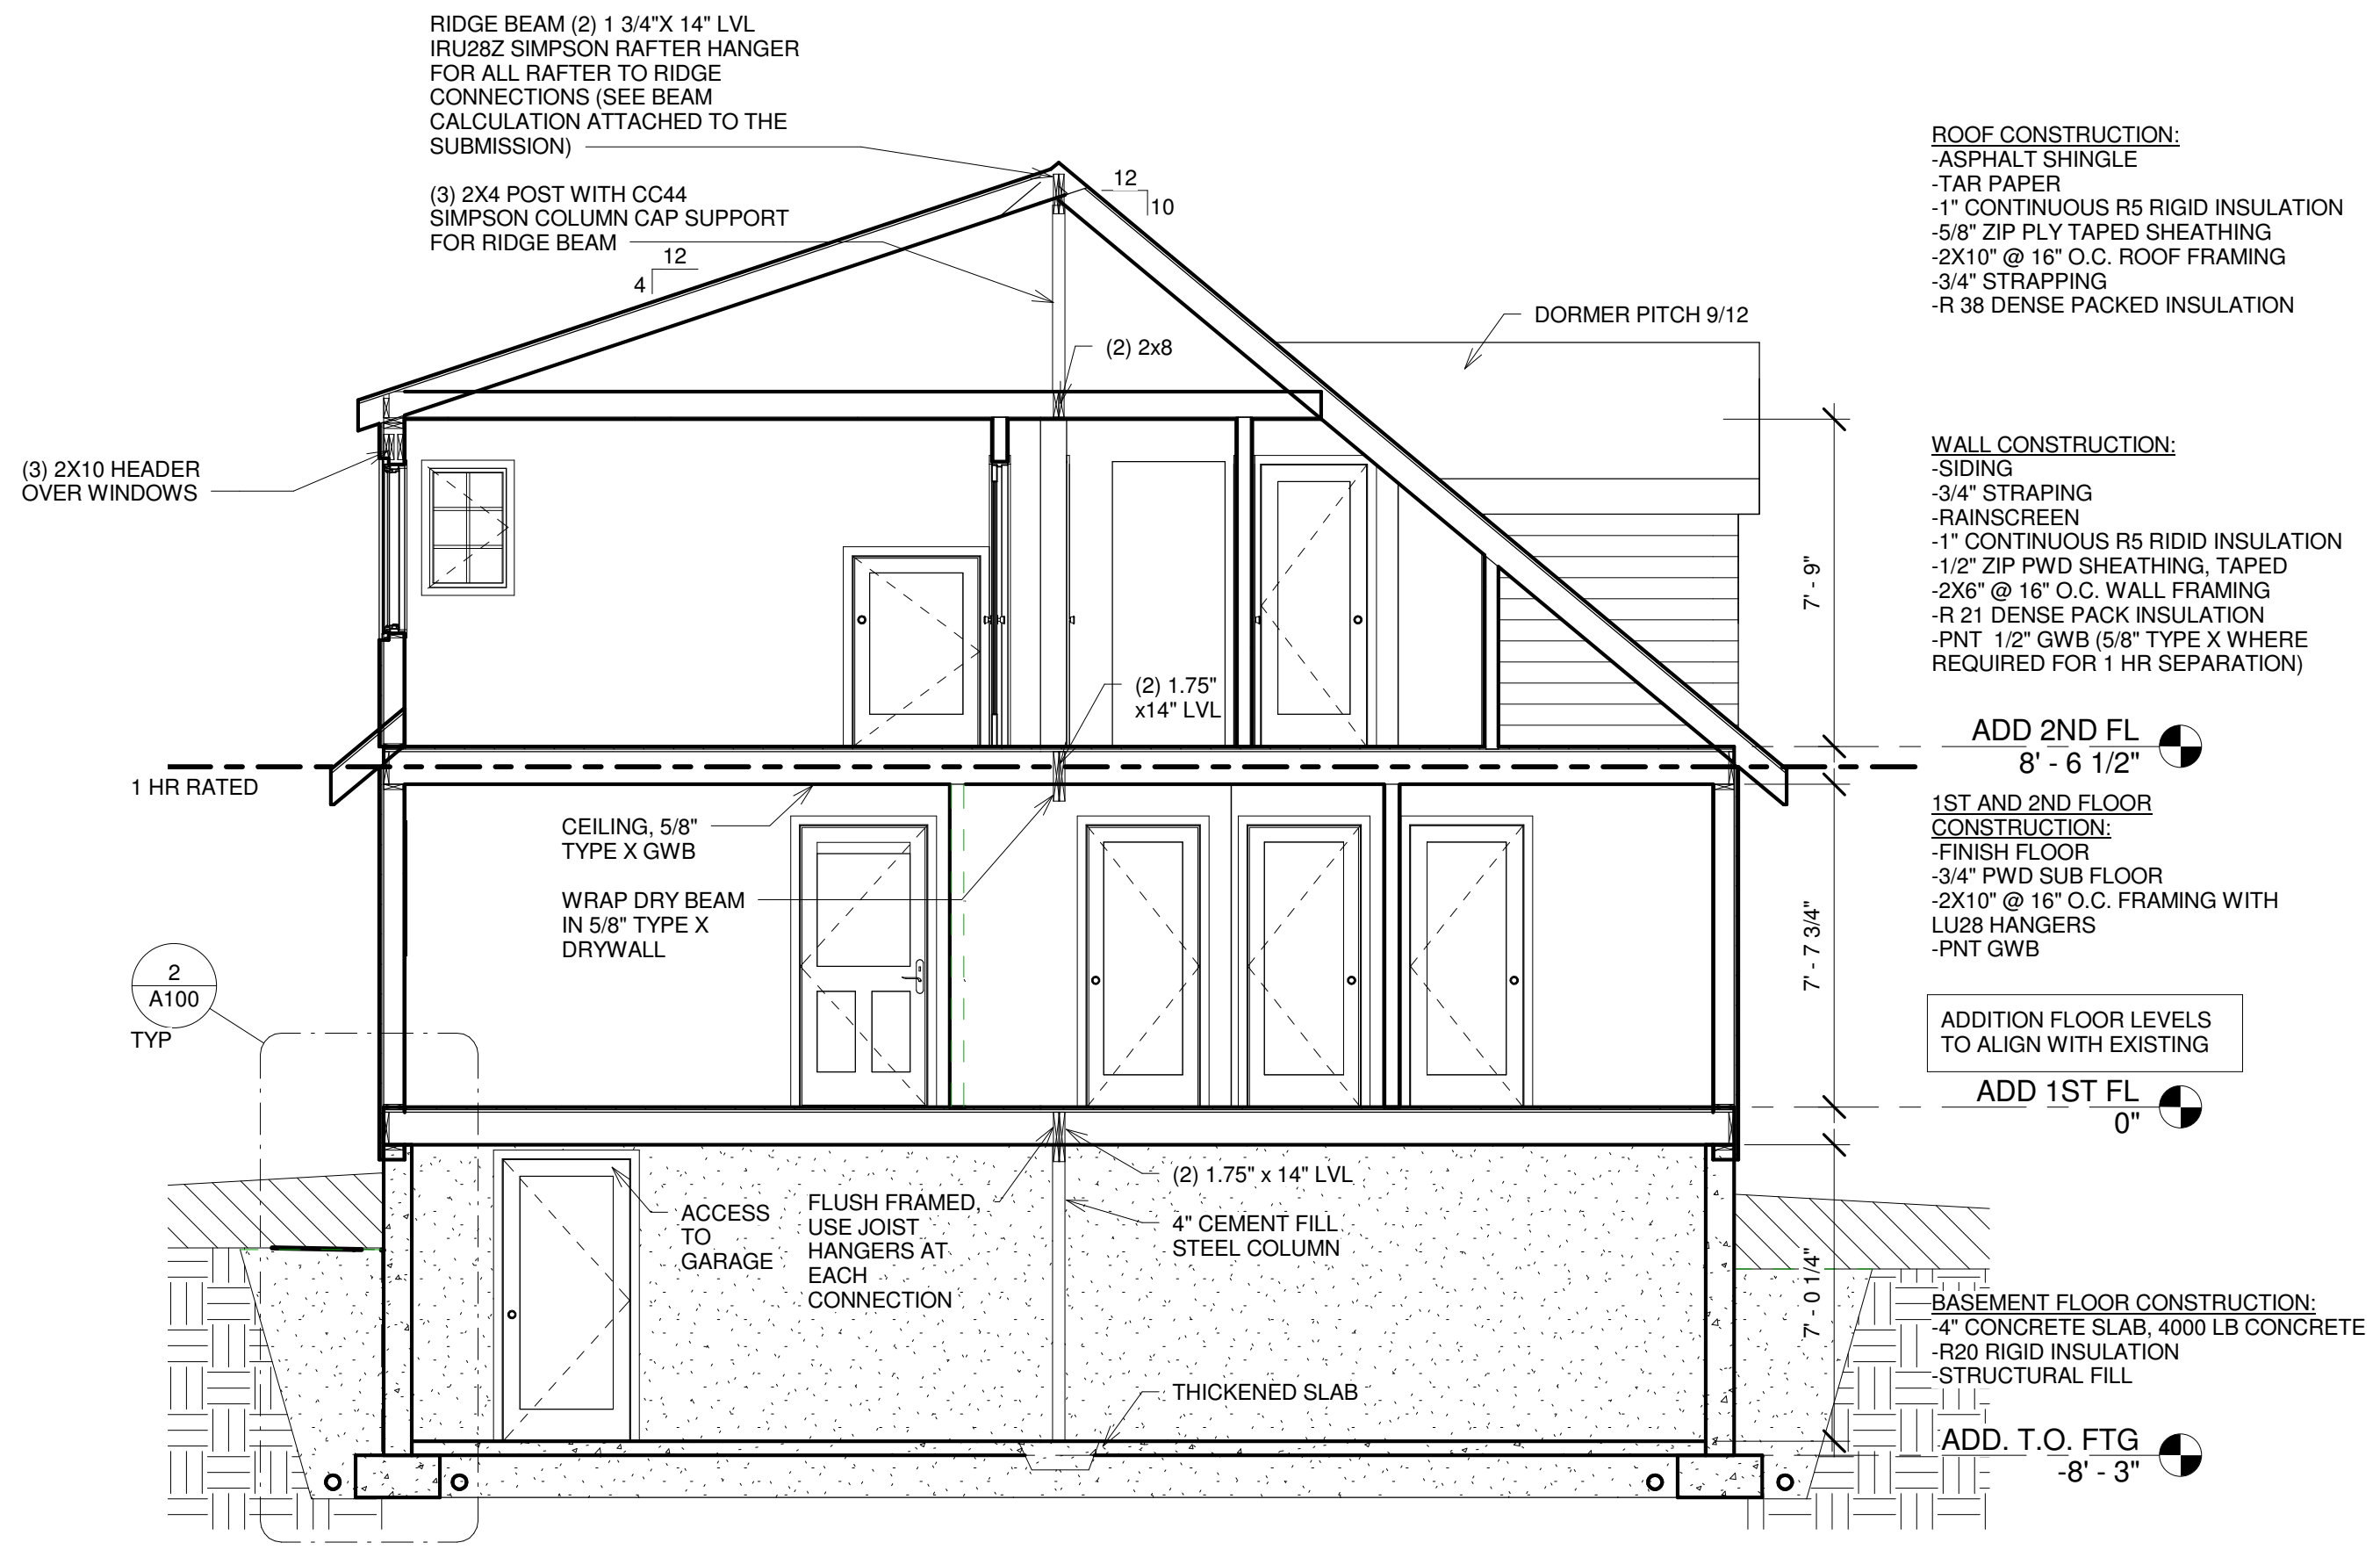 RIDGE BEAM (2) 1 3/4"X 14" LVL
IRU28Z SIMPSON RAFTER HANGER
FOR ALL RAFTER TO RIDGE
CONNECTIONS (SEE BEAM
CALCULATION ATTACHED TO THE
SUBMISSION)
(3) 2X4 POST WITH CC44
SIMPSON COLUMN CAP SUPPORT
FOR RIDGE BEAM
12
4
12
10
(2) 2x8
DORMER PITCH 9/12
(3) 2X10 HEADER
OVER WINDOWS
(2) 1.75"
x14" LVL
1 HR RATED
CEILING, 5/8"
TYPE X GWB
WRAP DRY BEAM
IN 5/8" TYPE X
DRYWALL
2
A100
TYP
ACCESS
TO
GARAGE
FLUSH FRAMED,
USE JOIST
HANGERS AT
EACH
CONNECTION
(2) 1.75" x 14" LVL
4" CEMENT FILL
STEEL COLUMN
THICKENED SLAB
7' - 9"
7' - 7 3/4"
7' - 0 1/4"
ROOF CONSTRUCTION:
-ASPHALT SHINGLE
-TAR PAPER
-1" CONTINUOUS R5 RIGID INSULATION
-5/8" ZIP PLY TAPED SHEATHING
-2X10" @ 16" O.C. ROOF FRAMING
-3/4" STRAPPING
-R 38 DENSE PACKED INSULATION
WALL CONSTRUCTION:
-SIDING
-3/4" STRAPING
-RAINSCREEN
-1" CONTINUOUS R5 RIDID INSULATION
-1/2" ZIP PWD SHEATHING, TAPED
-2X6" @ 16" O.C. WALL FRAMING
-R 21 DENSE PACK INSULATION
-PNT 1/2" GWB (5/8" TYPE X WHERE
REQUIRED FOR 1 HR SEPARATION)
ADD 2ND FL
8' - 6 1/2"
1ST AND 2ND FLOOR
CONSTRUCTION:
-FINISH FLOOR
-3/4" PWD SUB FLOOR
-2X10" @ 16" O.C. FRAMING WITH
LU28 HANGERS
-PNT GWB
ADDITION FLOOR LEVELS
TO ALIGN WITH EXISTING
ADD 1ST FL
0"
BASEMENT FLOOR CONSTRUCTION:
-4" CONCRETE SLAB, 4000 LB CONCRETE
-R20 RIGID INSULATION
-STRUCTURAL FILL
ADD. T.O. FTG
-8' - 3"